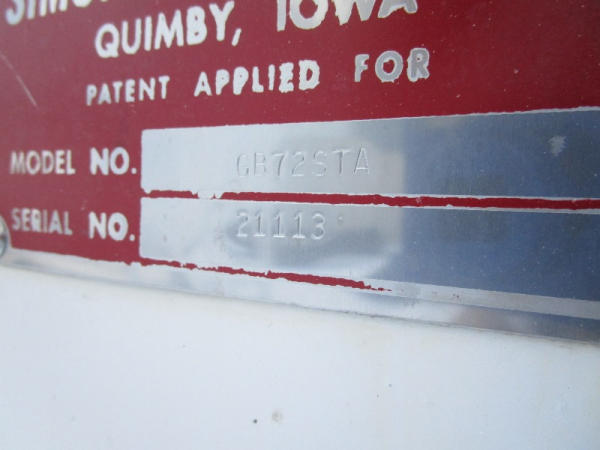 QUIMBY, IOWA
PATENT APPLIED FOR
MODEL NO. GB72STA
SERIAL NO. 21113